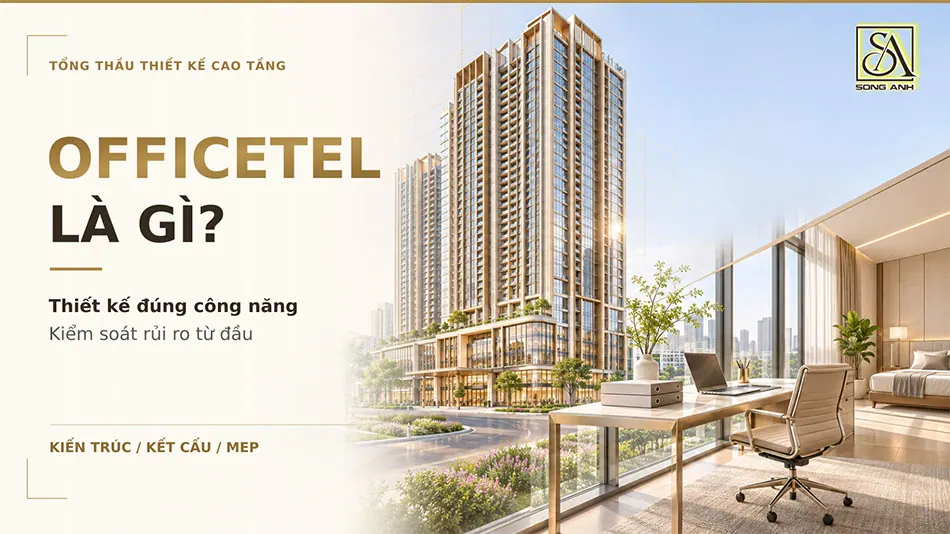 TỔNG THẦU THIẾT KẾ CAO TẦNG
SA
SONG ANH
OFFICETEL
LÀ GÌ?
Thiết kế đúng công năng
Kiểm soát rủi ro từ đầu
KIẾN TRÚC / KẾT CẤU / MEP